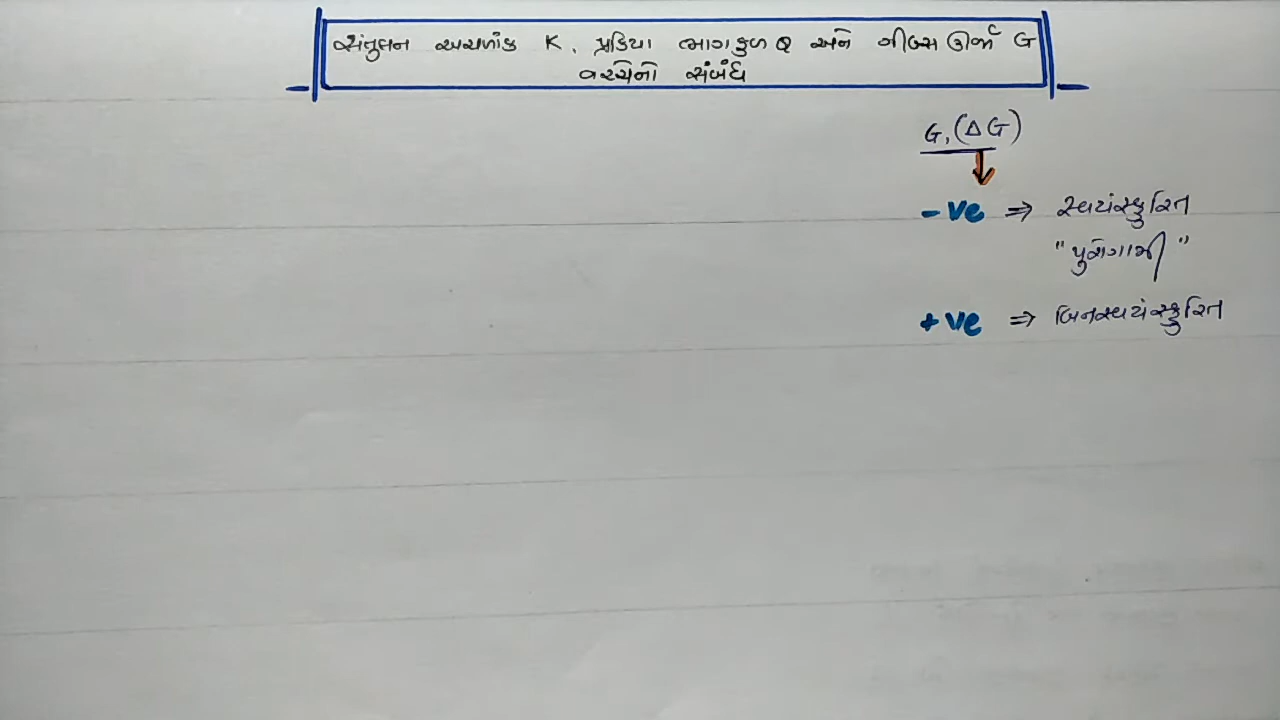 સંતુલન અચળાંક K, પ્રક્રિયા ભાગફળ Q અને ગીબ્સ ઊર્જા G
વચ્ચેનો સંબંધ
G, (ΔG)
-ve ⇒ સ્વયંસ્ફુરિત
"પુરોગામી"
+ve ⇒ બિનસ્વયંસ્ફુરિત